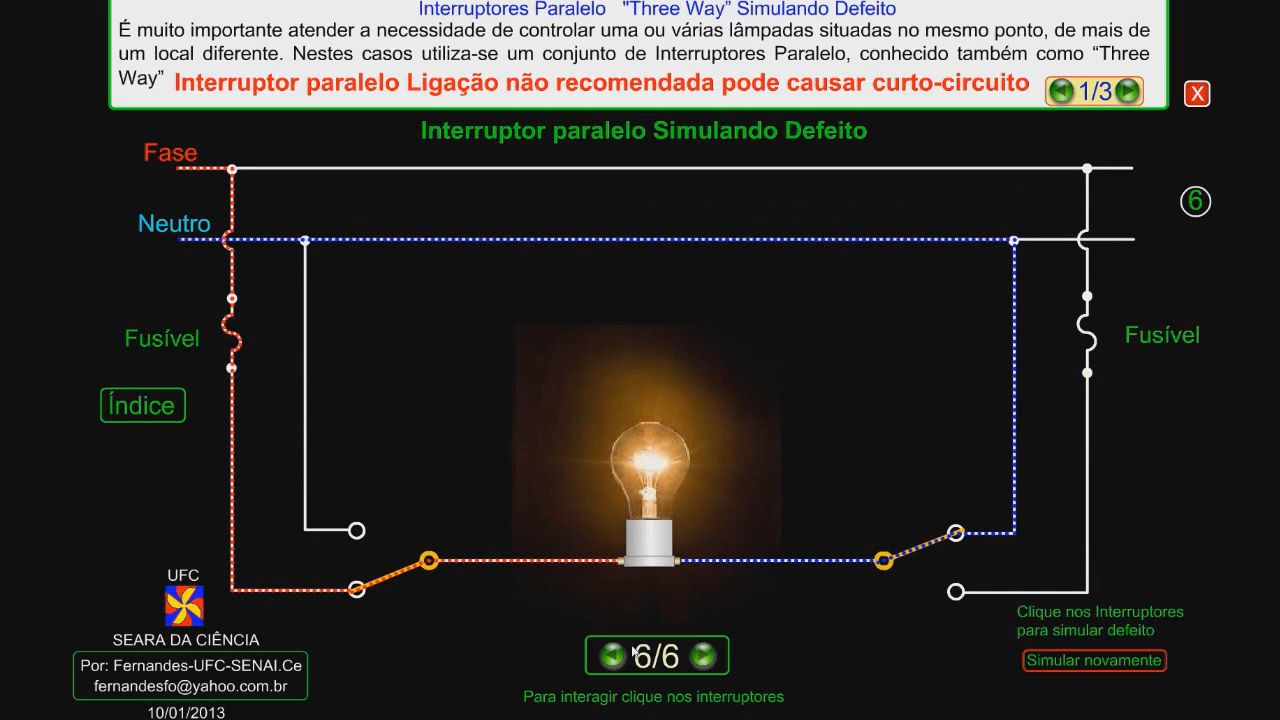 Interruptores Paralelo "Three Way” Simulando Defeito
É muito importante atender a necessidade de controlar uma ou várias lâmpadas situadas no mesmo ponto, de mais de
um local diferente. Nestes casos utiliza-se um conjunto de Interruptores Paralelo, conhecido também como “Three
Way” Interruptor paralelo Ligação não recomendada pode causar curto-circuito
1/3
X
Interruptor paralelo Simulando Defeito
Fase
6
Neutro
Fusível
Fusível
Índice
UFC
SEARA DA CIÊNCIA
Por: Fernandes-UFC-SENAI.Ce
fernandesfo@yahoo.com.br
10/01/2013
6/6
Para interagir clique nos interruptores
Clique nos Interruptores
para simular defeito
Simular novamente